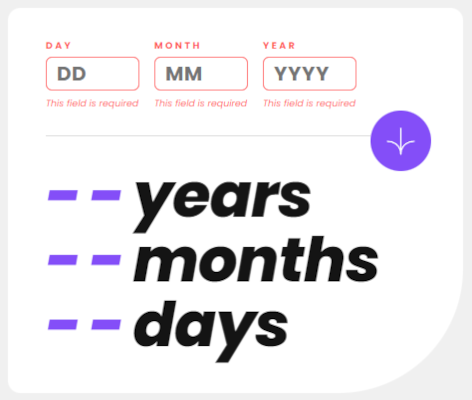 DAY MONTH YEAR
DD MM YYYY
This field is required This field is required This field is required
-- years
-- months
-- days